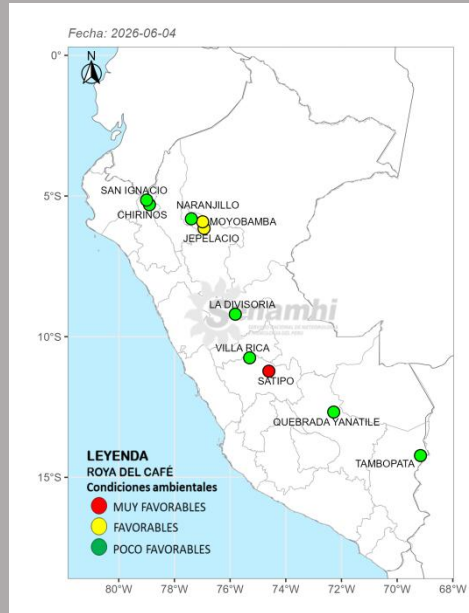 Fecha: 2026-06-04
N
0°
SAN IGNACIO
NARANJILLO
5°S
CHIRINOS
MOYOBAMBA
JEPELACIO
LA DIVISORIA
Senamhi
10°S
VILLA RICA
SATIPO
QUEBRADA YANATILE
TAMBOPATA
15°S
LEYENDA
ROYA DEL CAFÉ
Condiciones ambientales
MUY FAVORABLES
FAVORABLES
POCO FAVORABLES
80°W 78°W 76°W 74°W 72°W 70°W 68°W